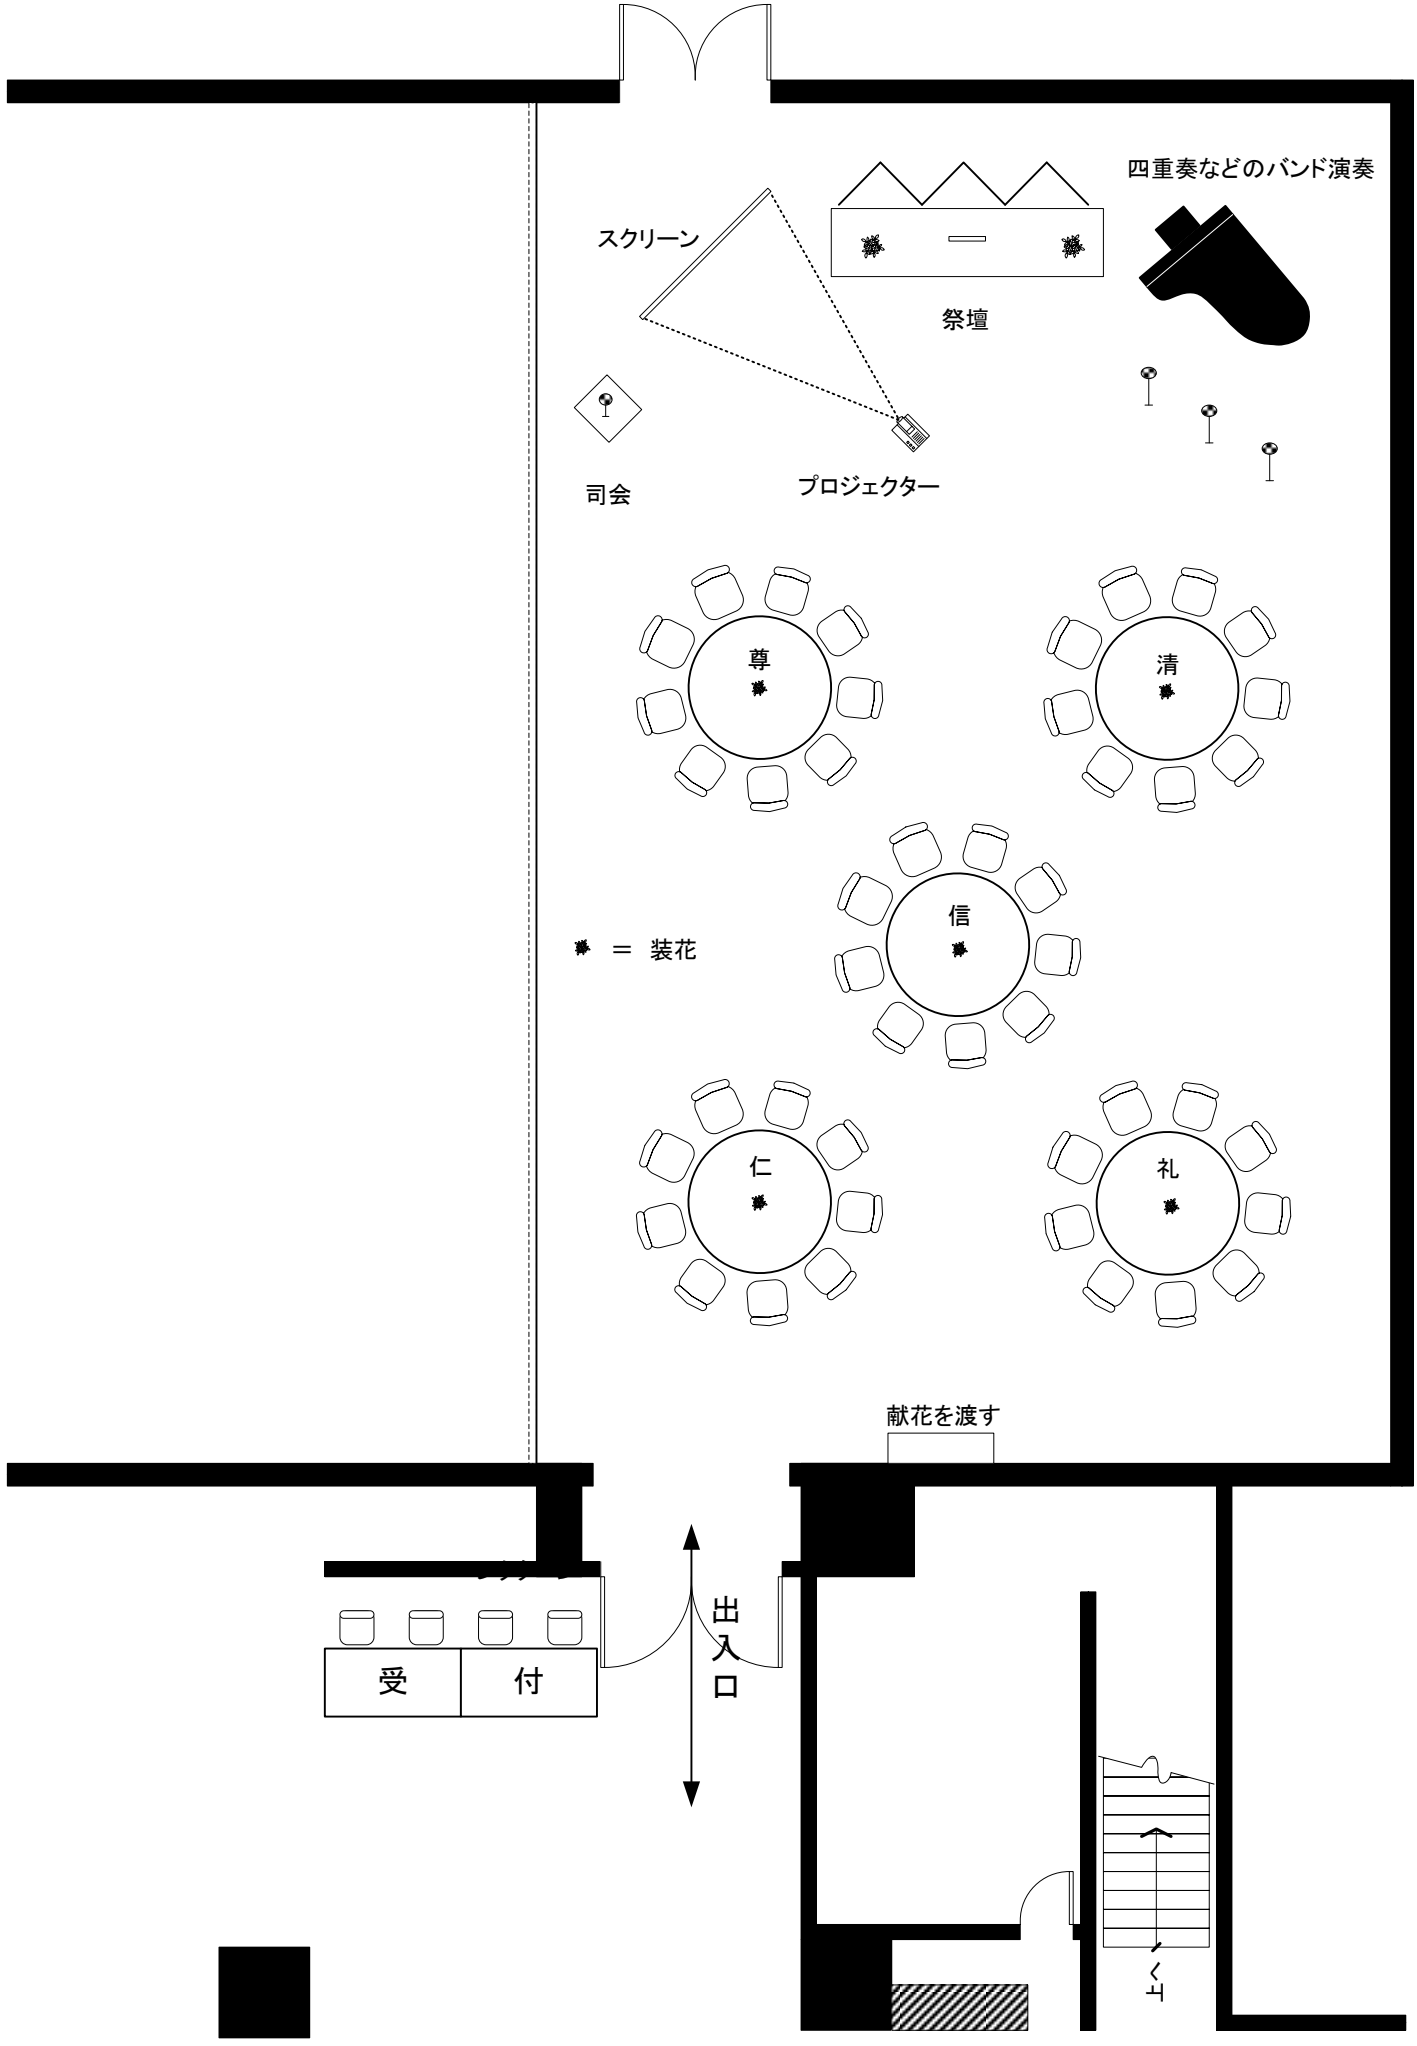 四重奏などのバンド演奏
スクリーン
祭壇
司会
プロジェクター
尊
清
信
＝ 装花
仁
礼
献花を渡す
出入口
受付
上へ